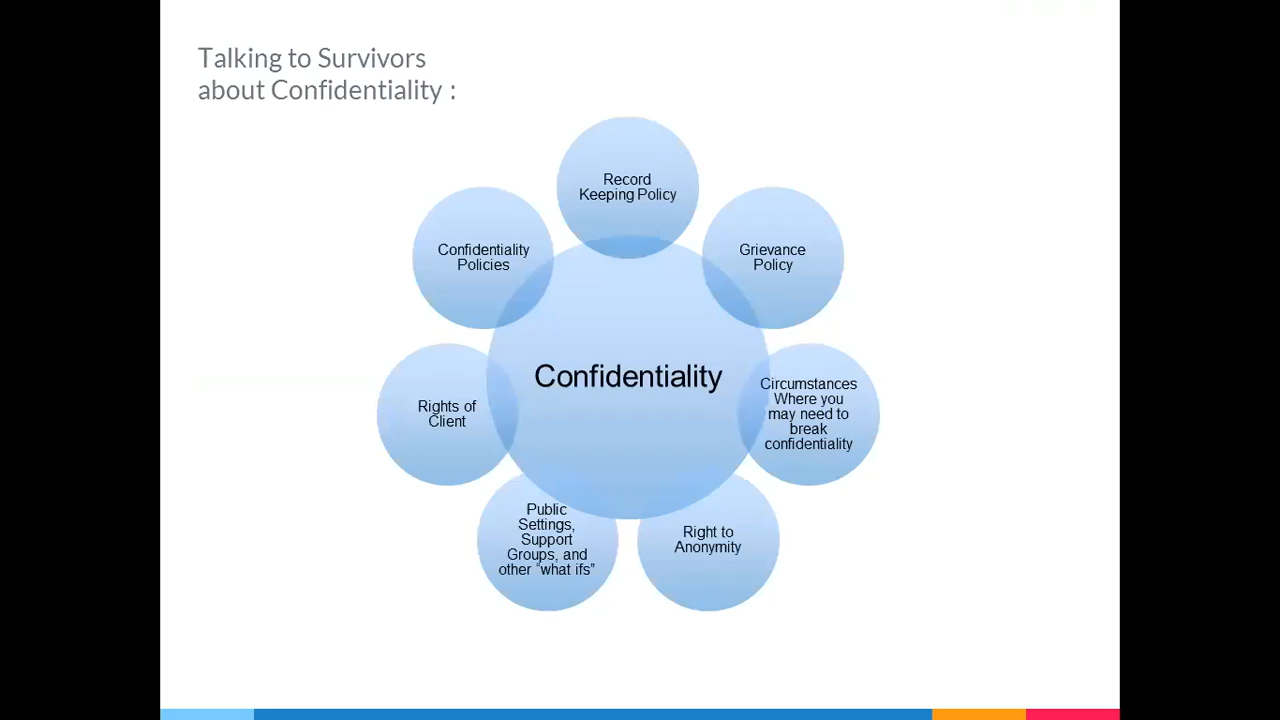 Talking to Survivors
about Confidentiality :
Record
Keeping Policy
Confidentiality
Policies
Grievance
Policy
Confidentiality
Rights of
Client
Circumstances
Where you
may need to
break
confidentiality
Public
Settings,
Support
Groups, and
other “what ifs”
Right to
Anonymity